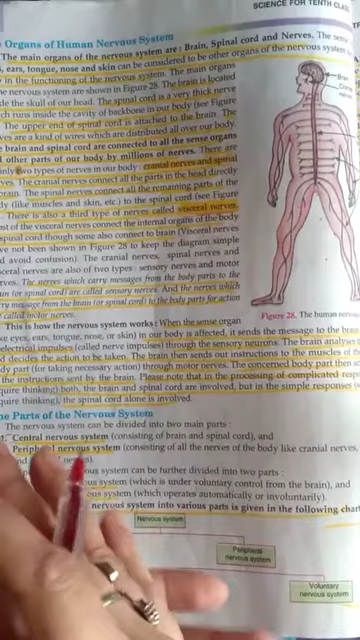 SCIENCE FOR TENTH CLASS
Organs of Human Nervous System
The main organs of the nervous system are : Brain, Spinal cord and Nerves. The sense
, ears, tongue, nose and skin can be considered to be other organs of the nervous system
in the functioning of the nervous system. The main organs
nervous system are shown in Figure 28. The brain is located
the skull of our head. The spinal cord is a very thick nerve
runs inside the cavity of backbone in our body (see Figure
The upper end of spinal cord is attached to the brain. The
are a kind of wires which are distributed all over our body.
brain and spinal cord are connected to all the sense organs
other parts of our body by millions of nerves. There are
two types of nerves in our body : cranial nerves and spinal
The cranial nerves connect all the parts in the head directly
brain. The spinal nerves connect all the remaining parts of the
(like muscles and skin, etc.) to the spinal cord (see Figure
There is also a third type of nerves called visceral nerves.
of the visceral nerves connect the internal organs of the body
spinal cord though some also connect to brain (Visceral nerves
not been shown in Figure 28 to keep the diagram simple
avoid confusion). The cranial nerves, spinal nerves and
nerves are also of two types : sensory nerves and motor
The nerves which carry messages from the body parts to the
(or spinal cord) are called sensory nerves. And the nerves which
message from the brain (or spinal cord) to the body parts for action
called motor nerves.
Brain
Figure 28. The human
This is how the nervous system works : When the sense organ
eyes, ears, tongue, nose, or skin) in our body is affected, it sends the message to the brain
electrical impulses (called nerve impulses) through the sensory neurons. The brain analyses
decides the action to be taken. The brain then sends out instructions to the muscles of the
part (for taking necessary action) through motor nerves. The concerned body part then
the instructions sent by the brain. Please note that in the processing of complicated
thinking) both, the brain and spinal cord are involved, but in the simple responses
thinking), the spinal cord alone is involved.
Parts of the Nervous System
The nervous system can be divided into two main parts :
Central nervous system (consisting of brain and spinal cord), and
Peripheral nervous system (consisting of all the nerves of the body like cranial nerves,
system can be further divided into two parts :
system (which is under voluntary control from the brain), and
system (which operates automatically or involuntarily).
nervous system into various parts is given in the following chart
Nervous system
Peripheral
nervous system
Voluntary
nervous system